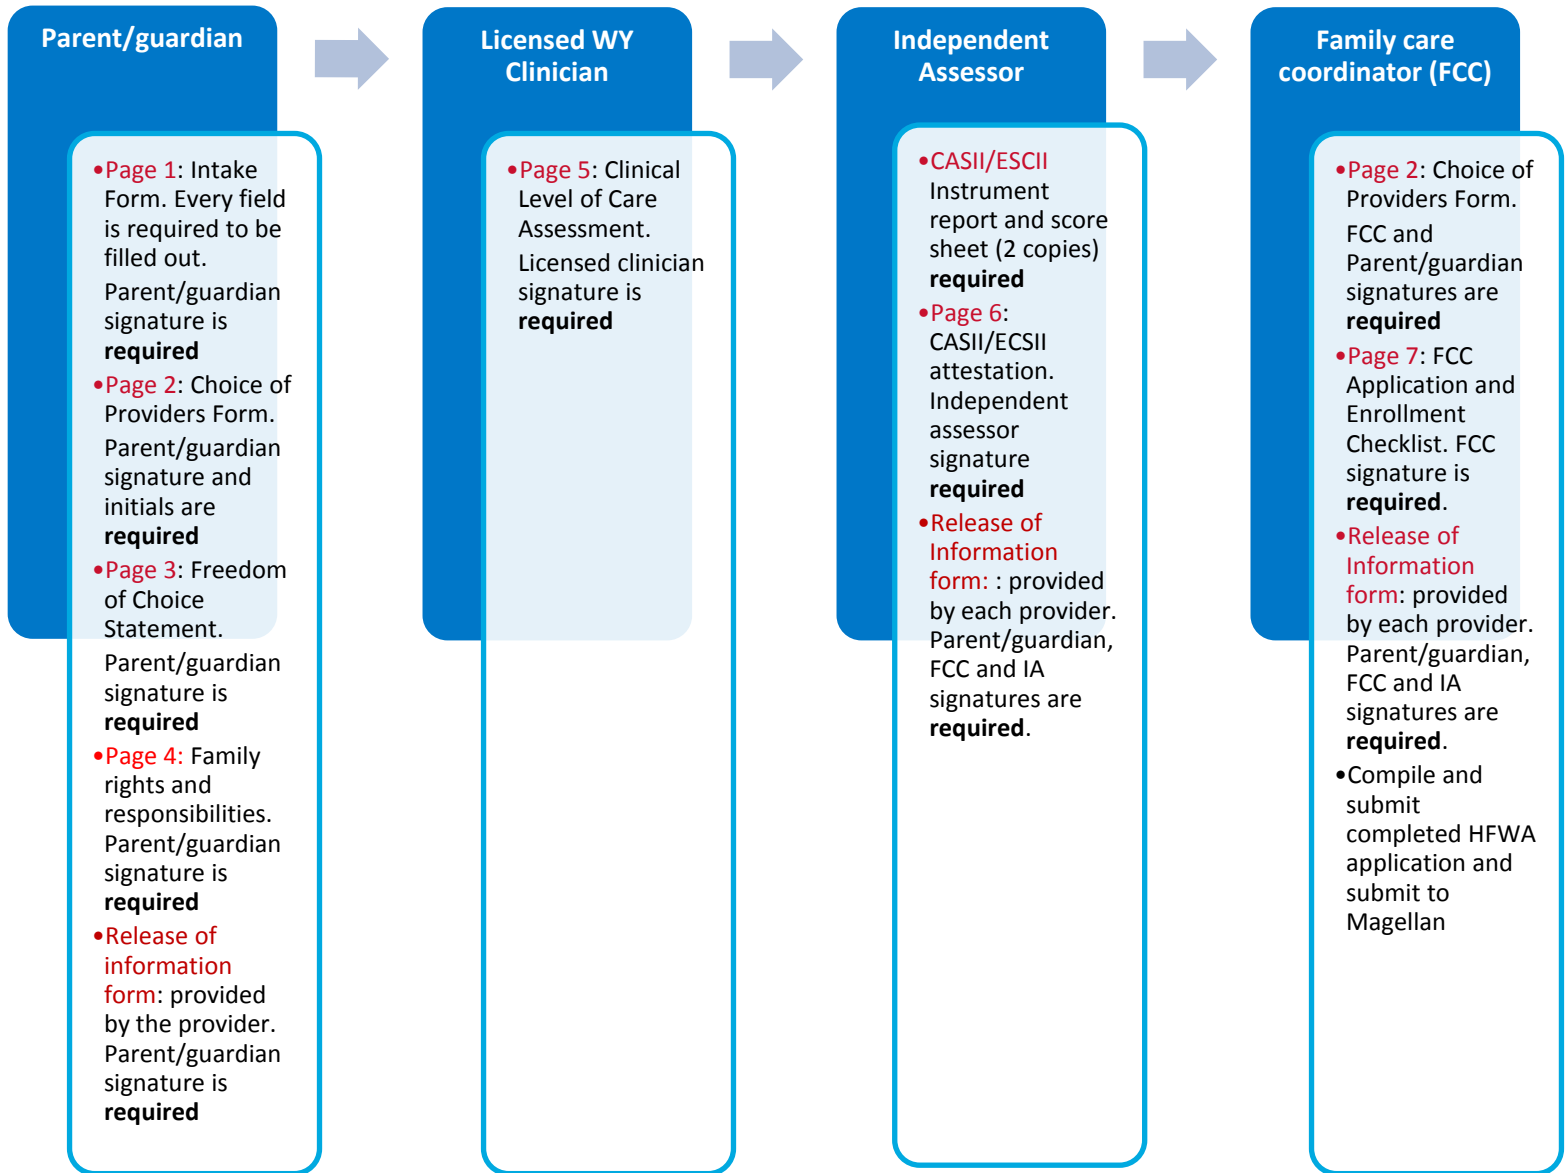 Parent/guardian
•Page 1: Intake
Form. Every field
is required to be
filled out.
Parent/guardian
signature is
required
•Page 2: Choice of
Providers Form.
Parent/guardian
signature and
initials are
required
•Page 3: Freedom
of Choice
Statement.
Parent/guardian
signature is
required
•Page 4: Family
rights and
responsibilities.
Parent/guardian
signature is
required
•Release of
information
form: provided
by the provider.
Parent/guardian
signature is
required
Licensed WY
Clinician
•Page 5: Clinical
Level of Care
Assessment.
Licensed clinician
signature is
required
Independent
Assessor
•CASII/ESCII
Instrument
report and score
sheet (2 copies)
required
•Page 6:
CASII/ECSII
attestation.
Independent
assessor
signature
required
•Release of
Information
form: : provided
by each provider.
Parent/guardian,
FCC and IA
signatures are
required.
Family care
coordinator (FCC)
•Page 2: Choice of
Providers Form.
FCC and
Parent/guardian
signatures are
required
•Page 7: FCC
Application and
Enrollment
Checklist. FCC
signature is
required.
•Release of
Information
form: provided
by each provider.
Parent/guardian,
FCC and IA
signatures are
required.
•Compile and
submit
completed HFWA
application and
submit to
Magellan